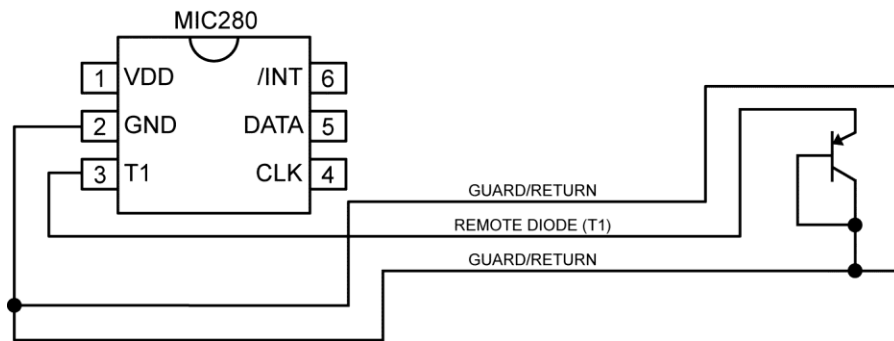 MIC280
1 VDD /INT 6
2 GND DATA 5
3 T1 CLK 4
GUARD/RETURN
REMOTE DIODE (T1)
GUARD/RETURN